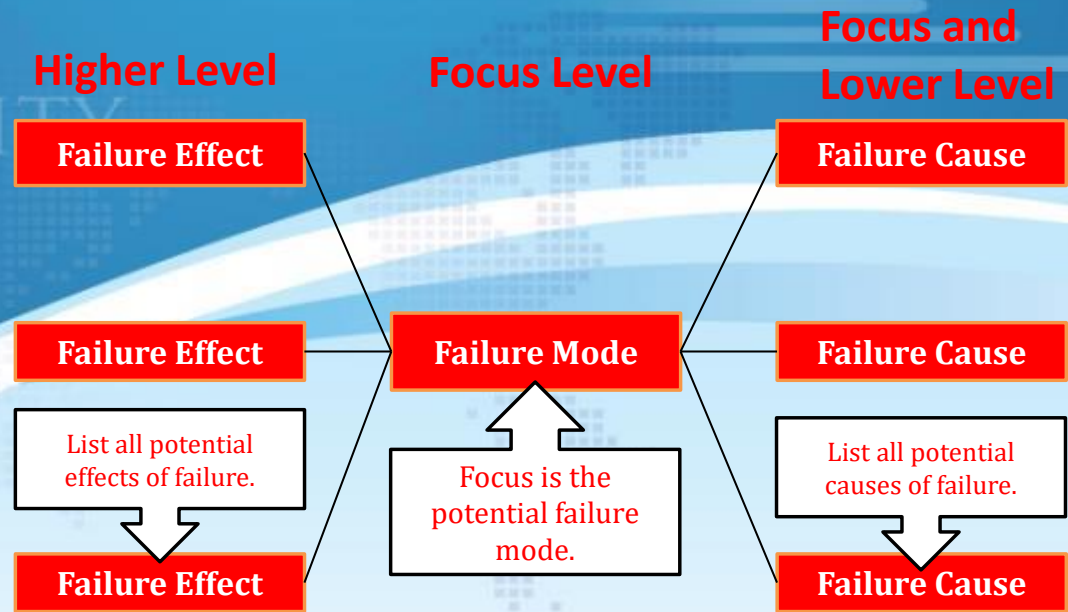 Higher Level
Focus Level
Focus and
Lower Level
ITY
Failure Effect
Failure Cause
Failure Effect
Failure Mode
Failure Cause
List all potential
effects of failure.
Focus is the
potential failure
mode.
List all potential
causes of failure.
Failure Effect
Failure Cause